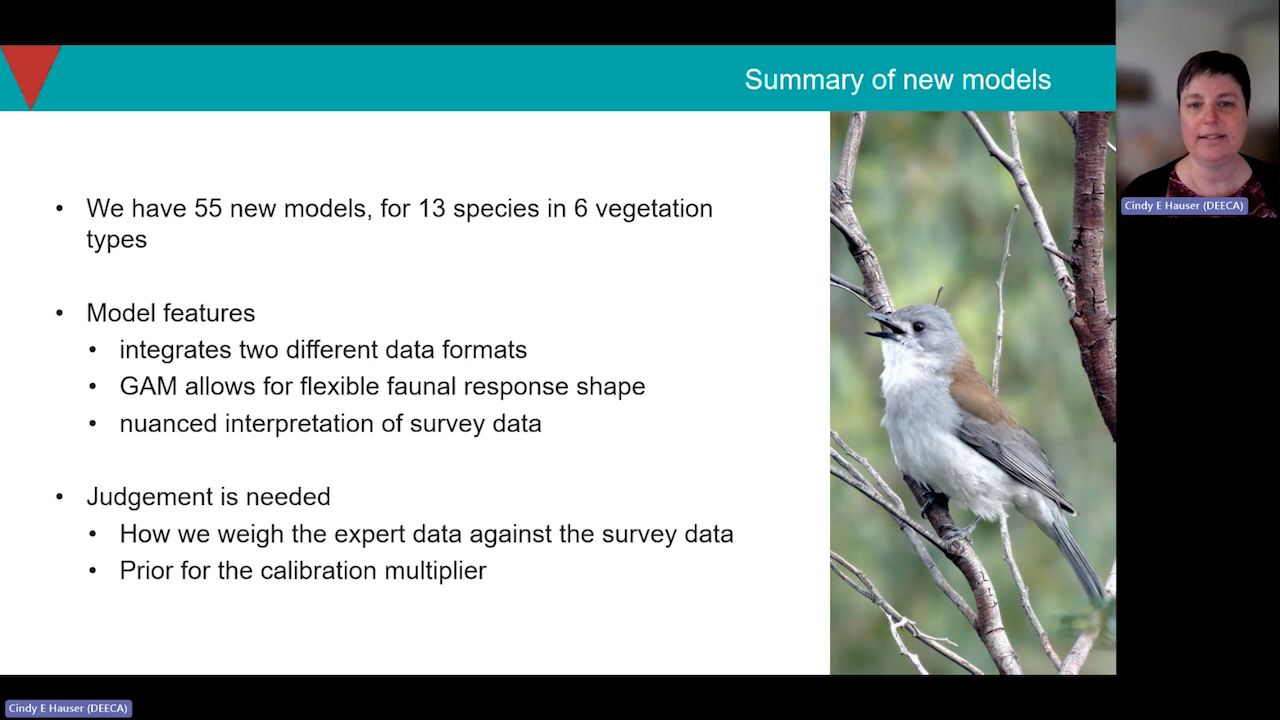 Summary of new models
Cindy E Hauser (DEECA)
• We have 55 new models, for 13 species in 6 vegetation
types
• Model features
• integrates two different data formats
• GAM allows for flexible faunal response shape
• nuanced interpretation of survey data
• Judgement is needed
• How we weigh the expert data against the survey data
• Prior for the calibration multiplier
Cindy E Hauser (DEECA)